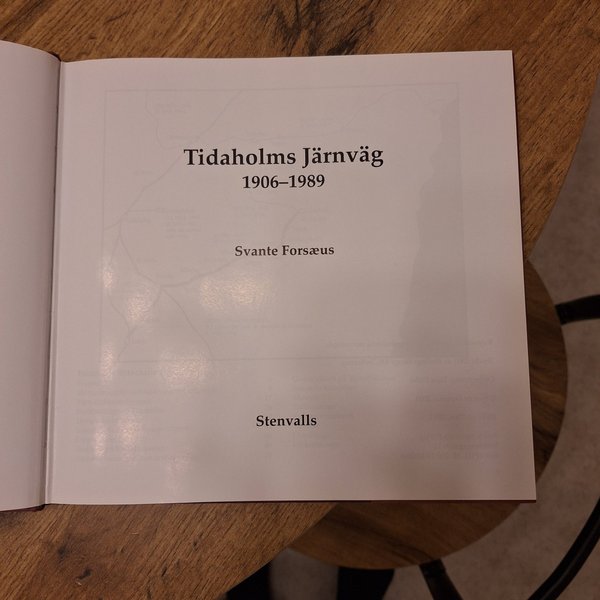 Tidaholms Järnväg
1906–1989
Svante Forsæus
Stenvalls